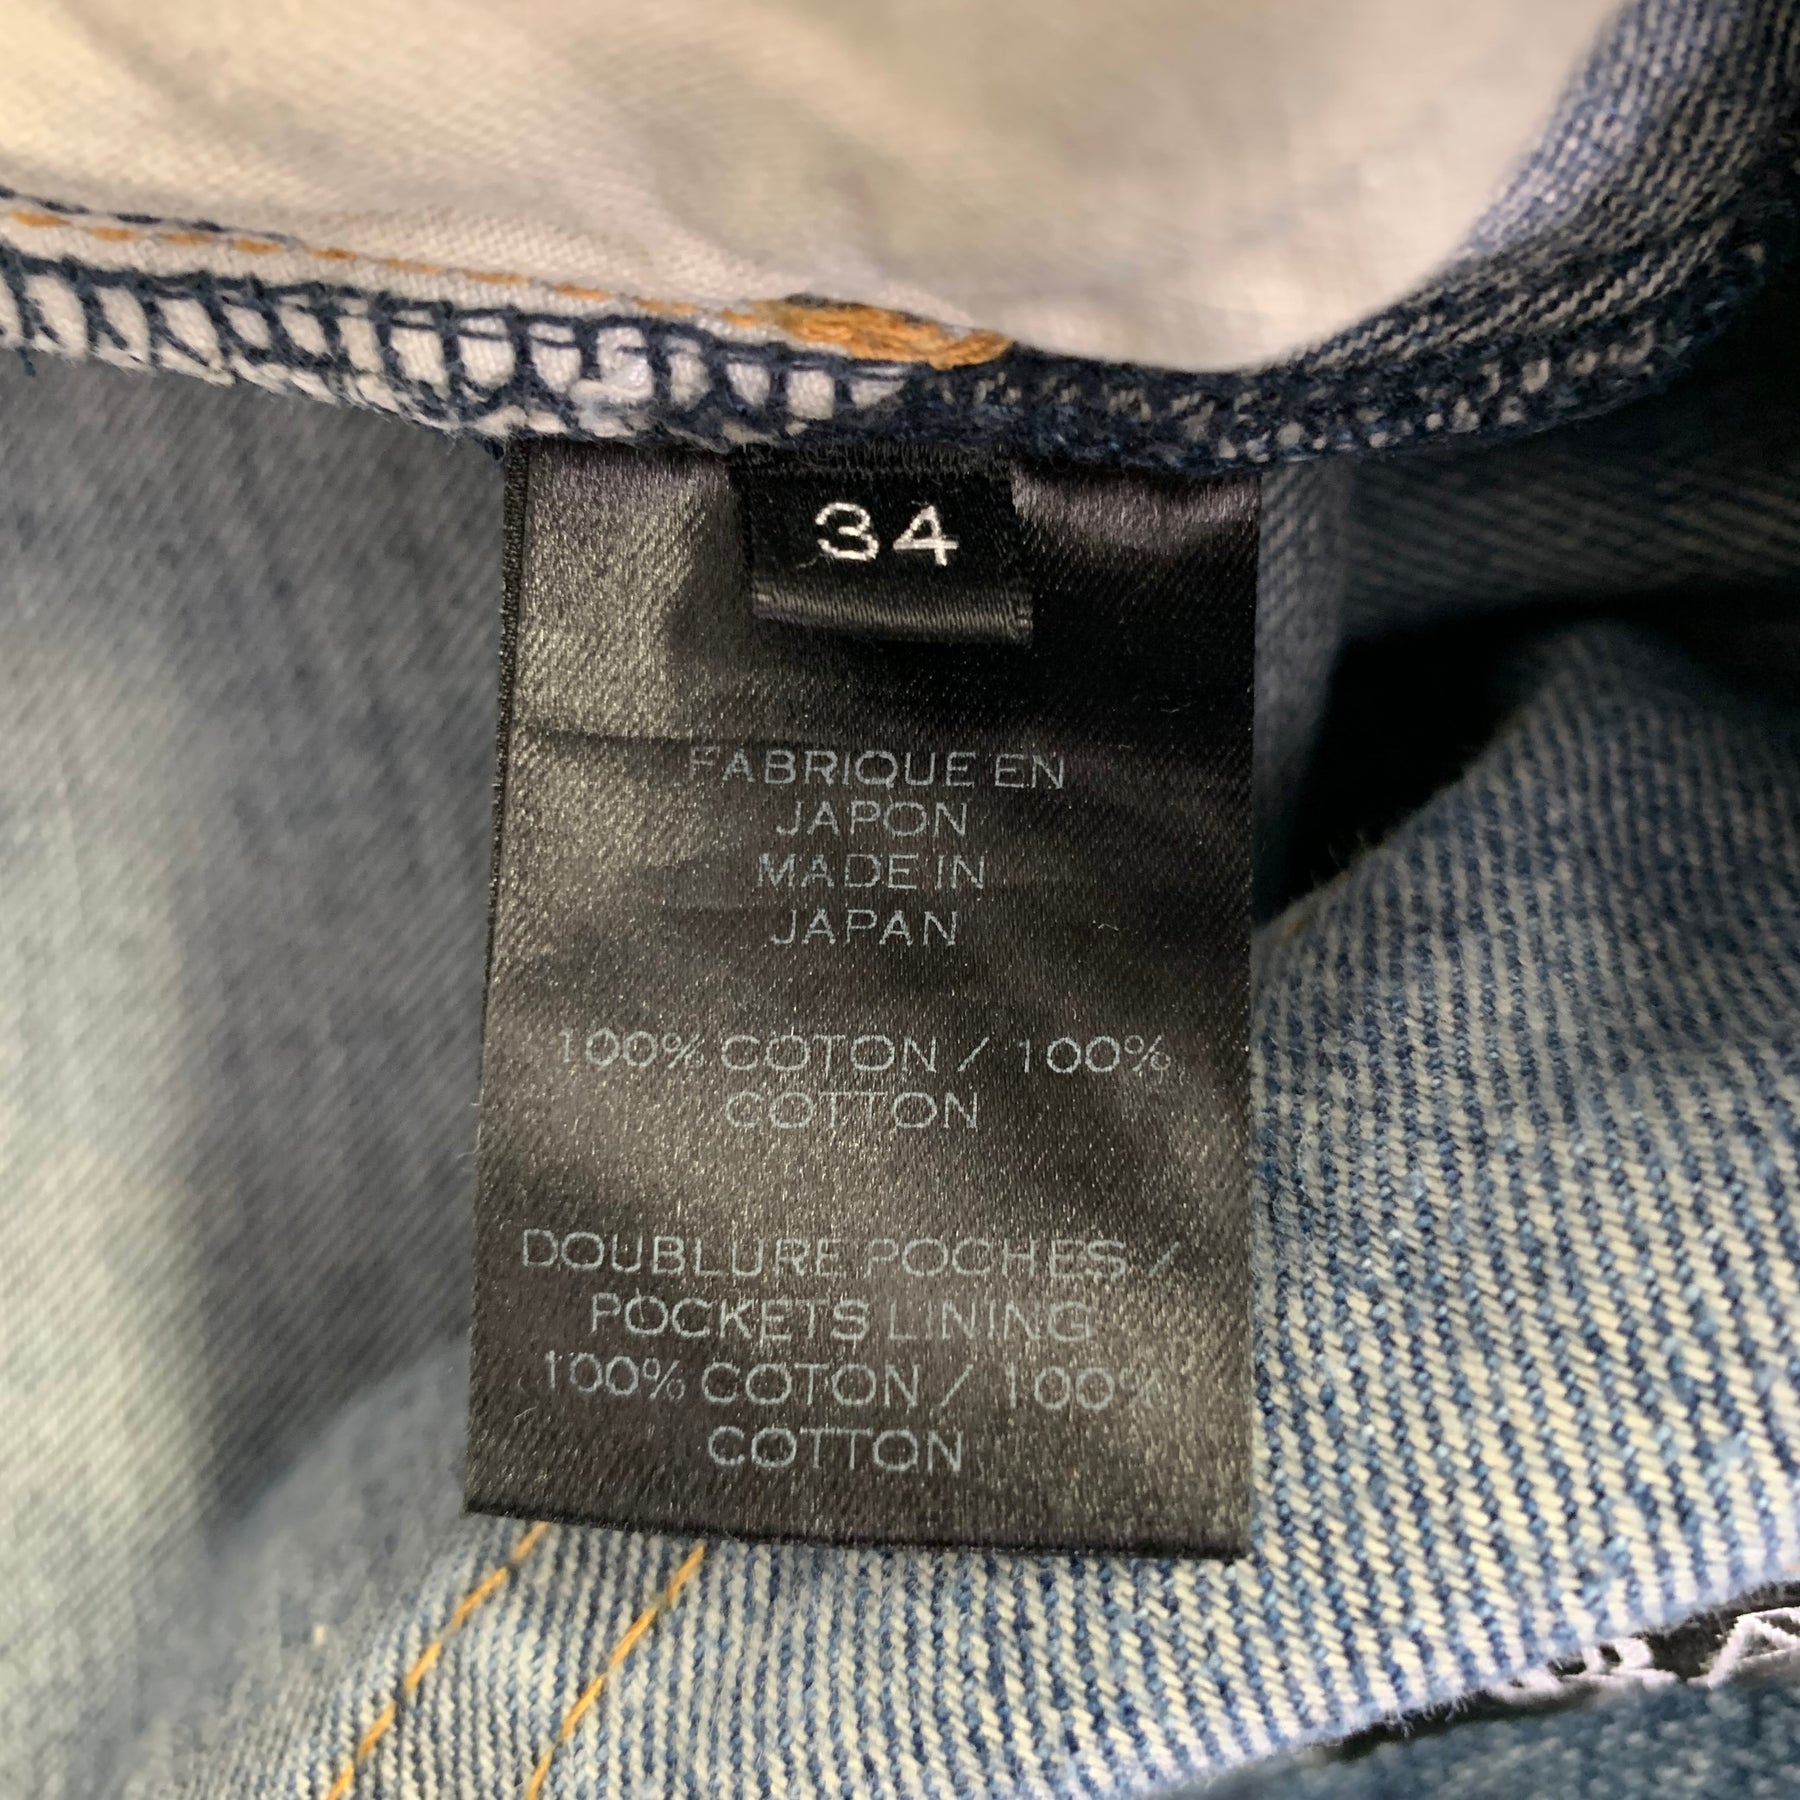 34
FABRIQUE EN
JAPON
MADE IN
JAPAN
100% COTON / 100%
COTTON
DOUBLURE POCHES /
POCKETS LINING
100% COTON / 100%
COTTON